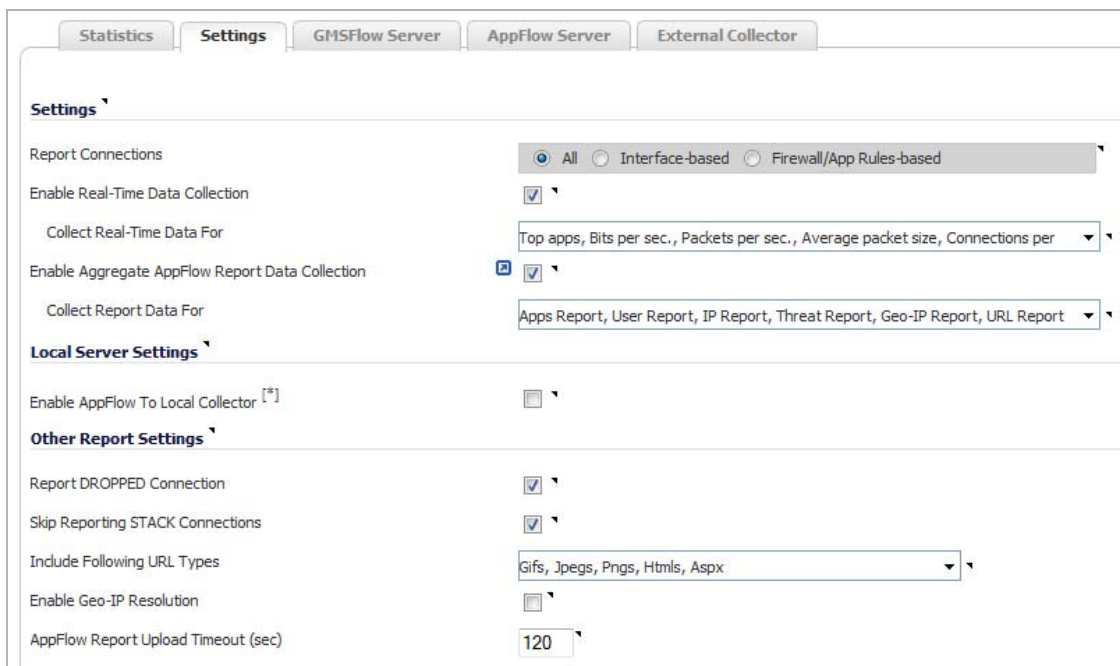 Statistics Settings GMSFlow Server AppFlow Server External Collector
Settings
Report Connections All Interface-based Firewall/App Rules-based
Enable Real-Time Data Collection
Collect Real-Time Data For Top apps, Bits per sec., Packets per sec., Average packet size, Connections per
Enable Aggregate AppFlow Report Data Collection
Collect Report Data For Apps Report, User Report, IP Report, Threat Report, Geo-IP Report, URL Report
Local Server Settings
Enable AppFlow To Local Collector [*]
Other Report Settings
Report DROPPED Connection
Skip Reporting STACK Connections
Include Following URL Types Gifs, Jpegs, Pngs, Htmls, Aspx
Enable Geo-IP Resolution
AppFlow Report Upload Timeout (sec) 120